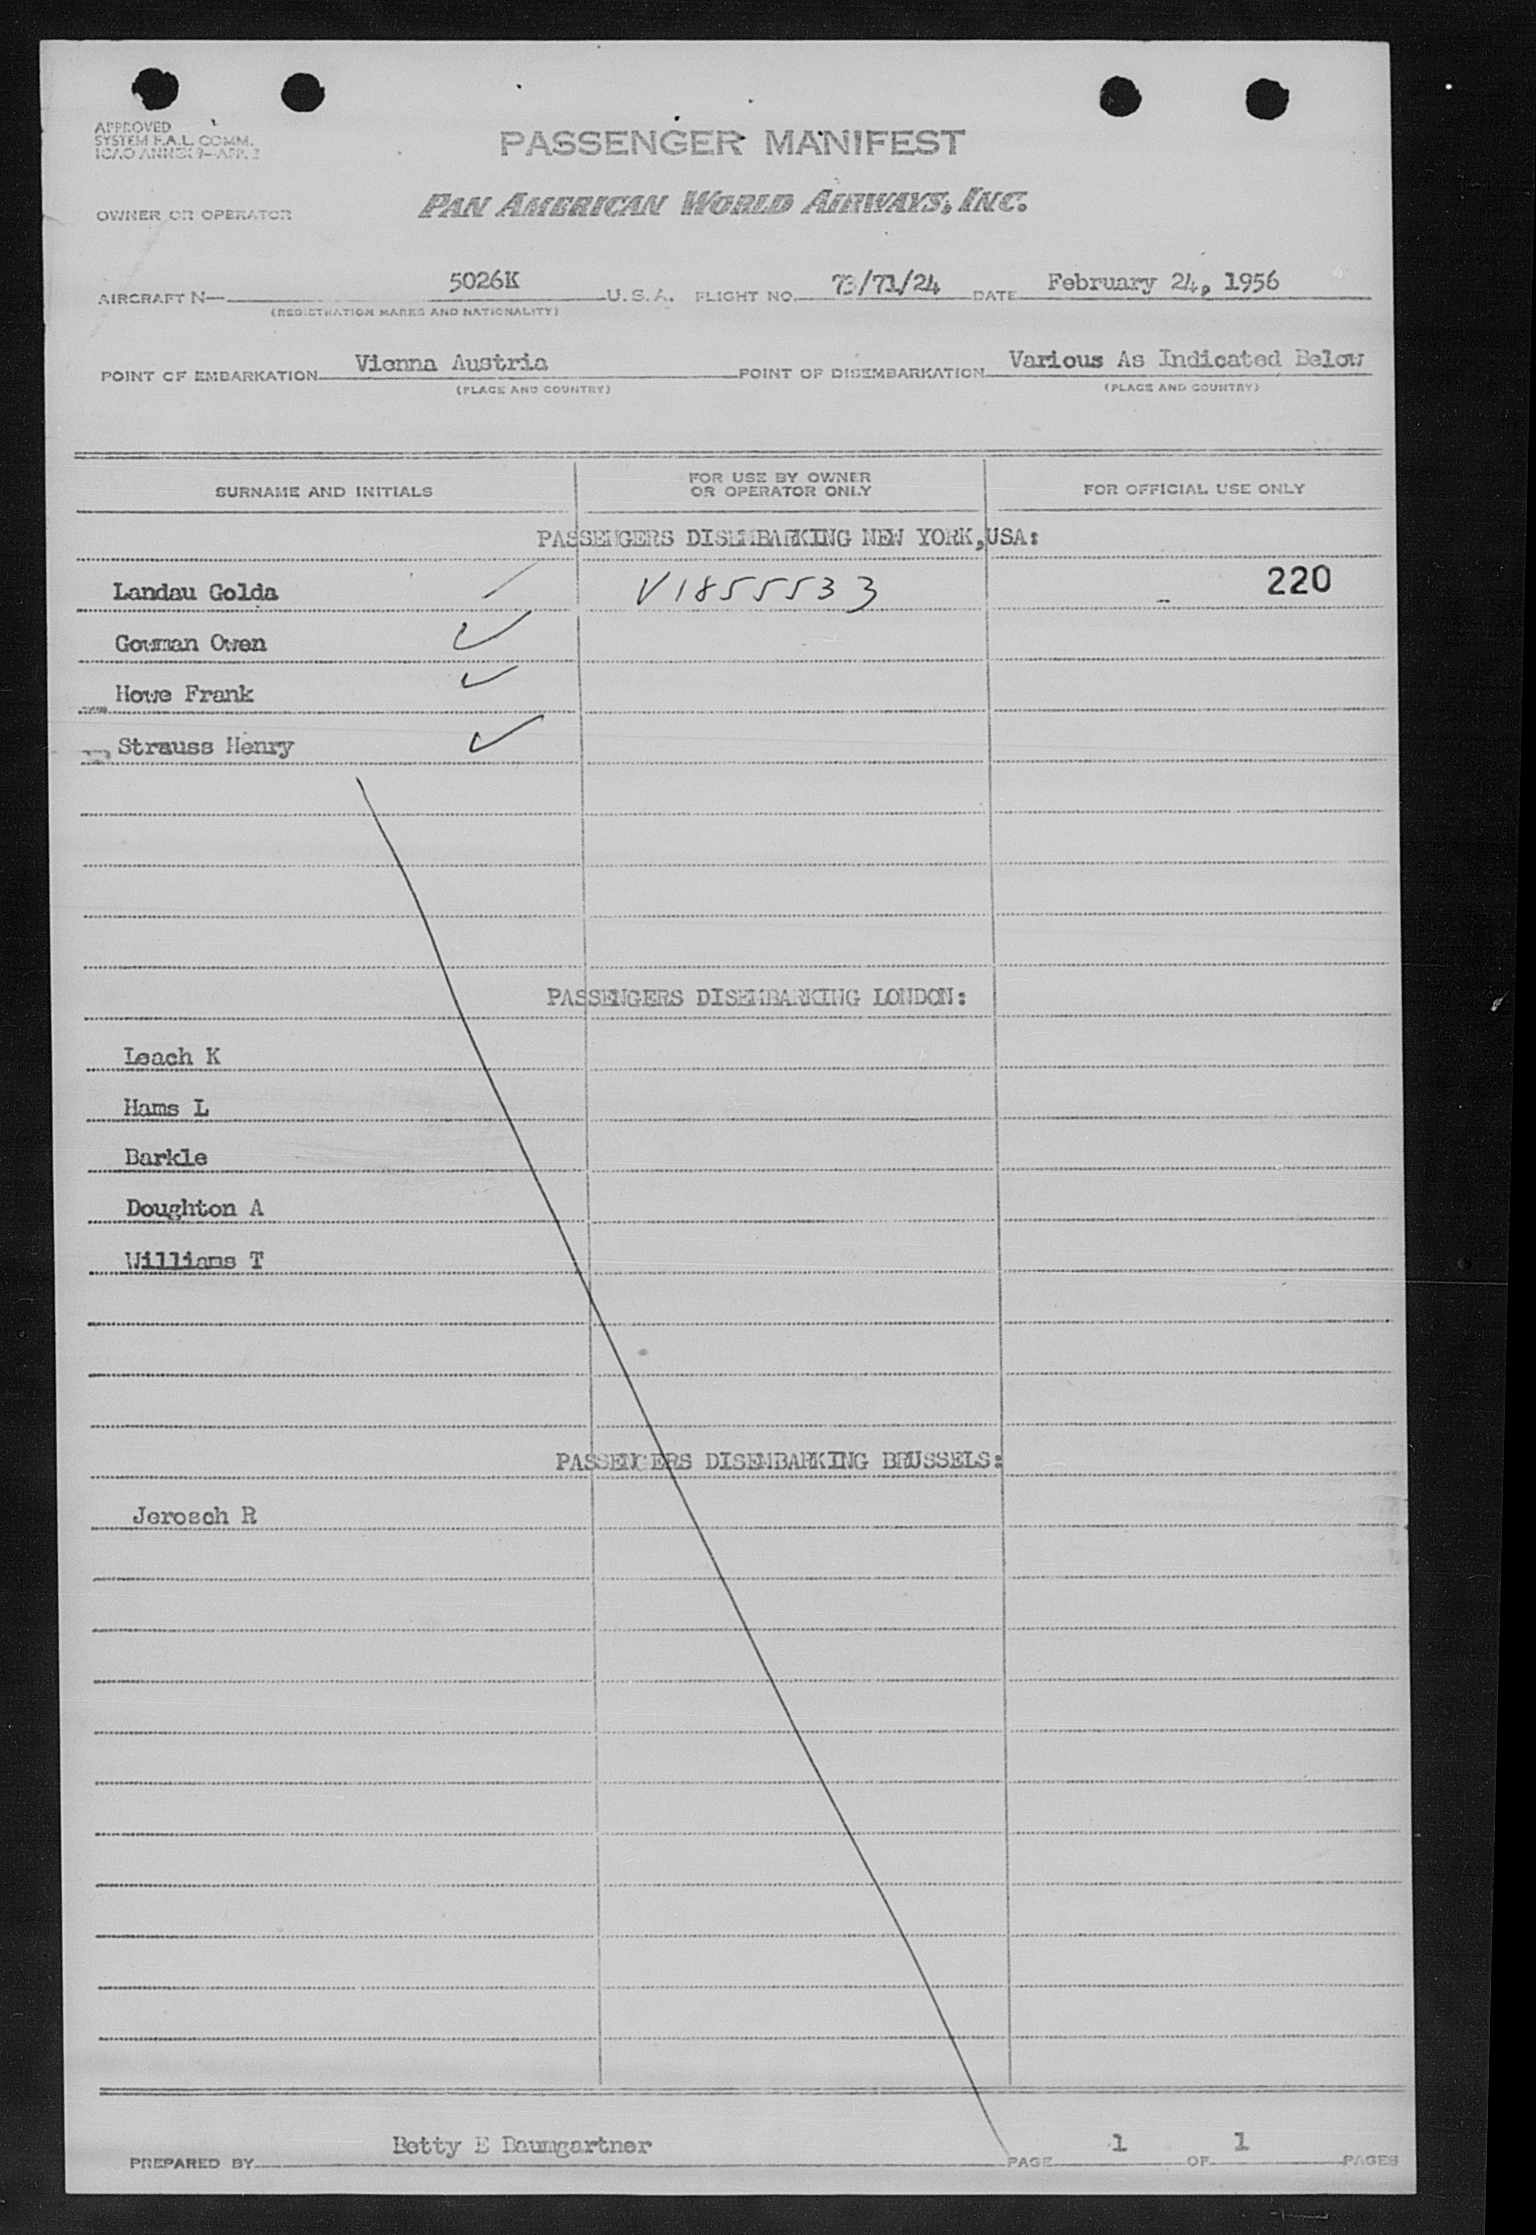 APPROVED
SYSTEM F.A.L. COMM.
ICAO ANNEX 9—APP. 2
PASSENGER MANIFEST
OWNER OR OPERATOR PAN AMERICAN WORLD AIRWAYS, INC.
AIRCRAFT N— 5026K U.S.A. FLIGHT NO. 73/71/24 DATE February 24, 1956
(REGISTRATION MARKS AND NATIONALITY)
POINT OF EMBARKATION Vienna Austria POINT OF DISEMBARKATION Various As Indicated Below
(PLACE AND COUNTRY) (PLACE AND COUNTRY)
SURNAME AND INITIALS FOR USE BY OWNER OR OPERATOR ONLY FOR OFFICIAL USE ONLY
PASSENGERS DISEMBARKING NEW YORK,USA:
Landau Golda V1855533 220
Gowman Owen
Howe Frank
Strauss Henry
PASSENGERS DISEMBARKING LONDON:
Leach K
Hams L
Barkle
Doughton A
Williams T
PASSENGERS DISEMBARKING BRUSSELS:
Jerosch R
PREPARED BY Betty E Baumgartner PAGE 1 OF 1 PAGES